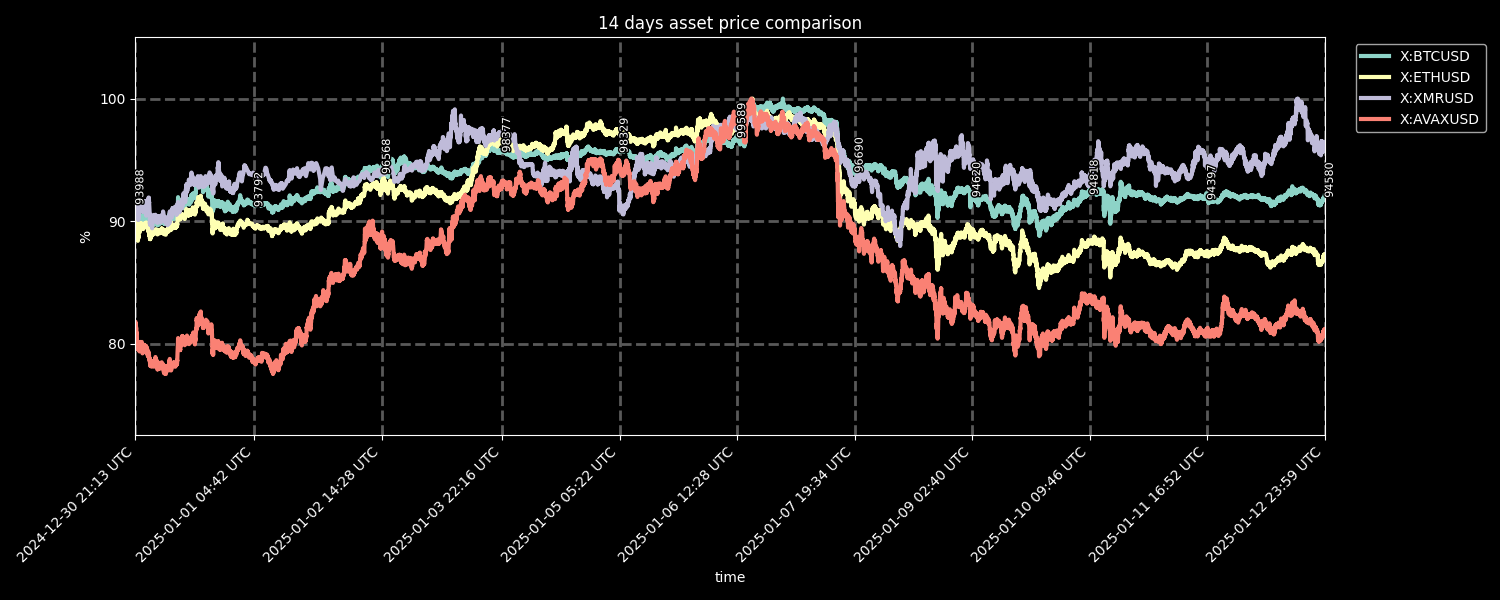 14 days asset price comparison
X:BTCUSD
X:ETHUSD
X:XMRUSD
X:AVAXUSD
100
90
80
%
93988
93792
96568
98377
98329
99589
96690
94620
94818
94397
94580
2024-12-30 21:13 UTC
2025-01-01 04:42 UTC
2025-01-02 14:28 UTC
2025-01-03 22:16 UTC
2025-01-05 05:22 UTC
2025-01-06 12:28 UTC
2025-01-07 19:34 UTC
2025-01-09 02:40 UTC
2025-01-10 09:46 UTC
2025-01-11 16:52 UTC
2025-01-12 23:59 UTC
time